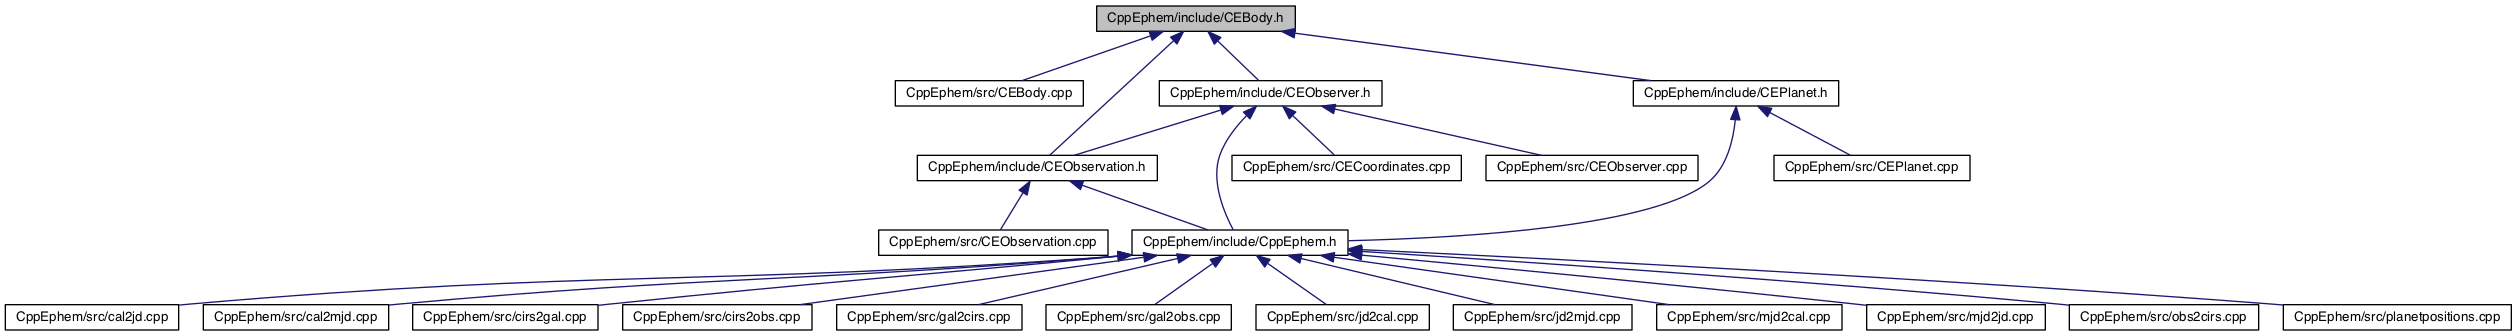 CppEphem/include/CEBody.h
CppEphem/src/CEBody.cpp
CppEphem/include/CEObserver.h
CppEphem/include/CEPlanet.h
CppEphem/include/CEObservation.h
CppEphem/src/CECoordinates.cpp
CppEphem/src/CEObserver.cpp
CppEphem/src/CEPlanet.cpp
CppEphem/src/CEObservation.cpp
CppEphem/include/CppEphem.h
CppEphem/src/cal2jd.cpp
CppEphem/src/cal2mjd.cpp
CppEphem/src/cirs2gal.cpp
CppEphem/src/cirs2obs.cpp
CppEphem/src/gal2cirs.cpp
CppEphem/src/gal2obs.cpp
CppEphem/src/jd2cal.cpp
CppEphem/src/jd2mjd.cpp
CppEphem/src/mjd2cal.cpp
CppEphem/src/mjd2jd.cpp
CppEphem/src/obs2cirs.cpp
CppEphem/src/planetpositions.cpp